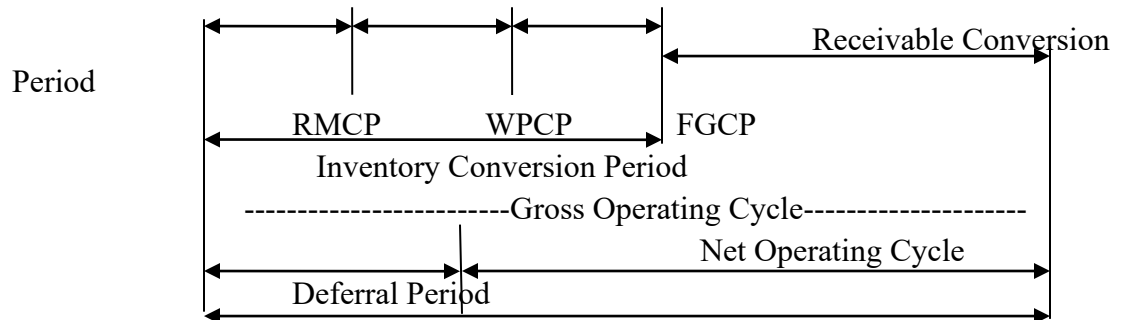 Receivable Conversion
Period
RMCP WPCP FGCP
Inventory Conversion Period
------------------------Gross Operating Cycle--------------------
Net Operating Cycle
Deferral Period